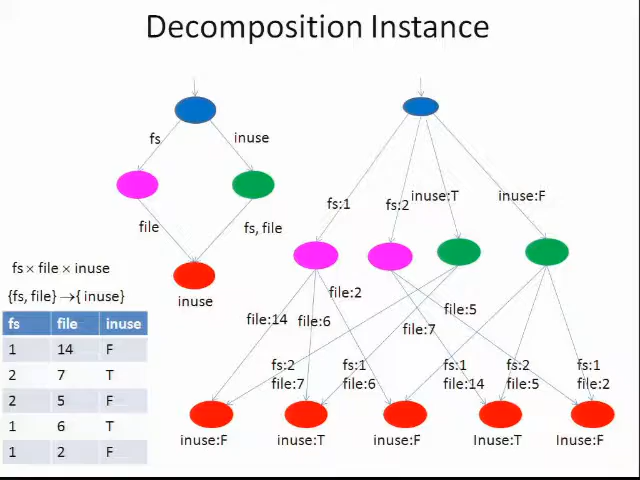 Decomposition Instance
fs
inuse
file
fs, file
inuse
fs × file × inuse
{fs, file} →{ inuse}
fs file inuse
1 14 F
2 7 T
2 5 F
1 6 T
1 2 F
fs:1
fs:2
inuse:T
inuse:F
file:14
file:6
file:2
file:7
file:5
fs:2
file:7
fs:1
file:6
fs:1
file:14
fs:2
file:5
fs:1
file:2
inuse:F
inuse:T
inuse:F
Inuse:T
Inuse:F